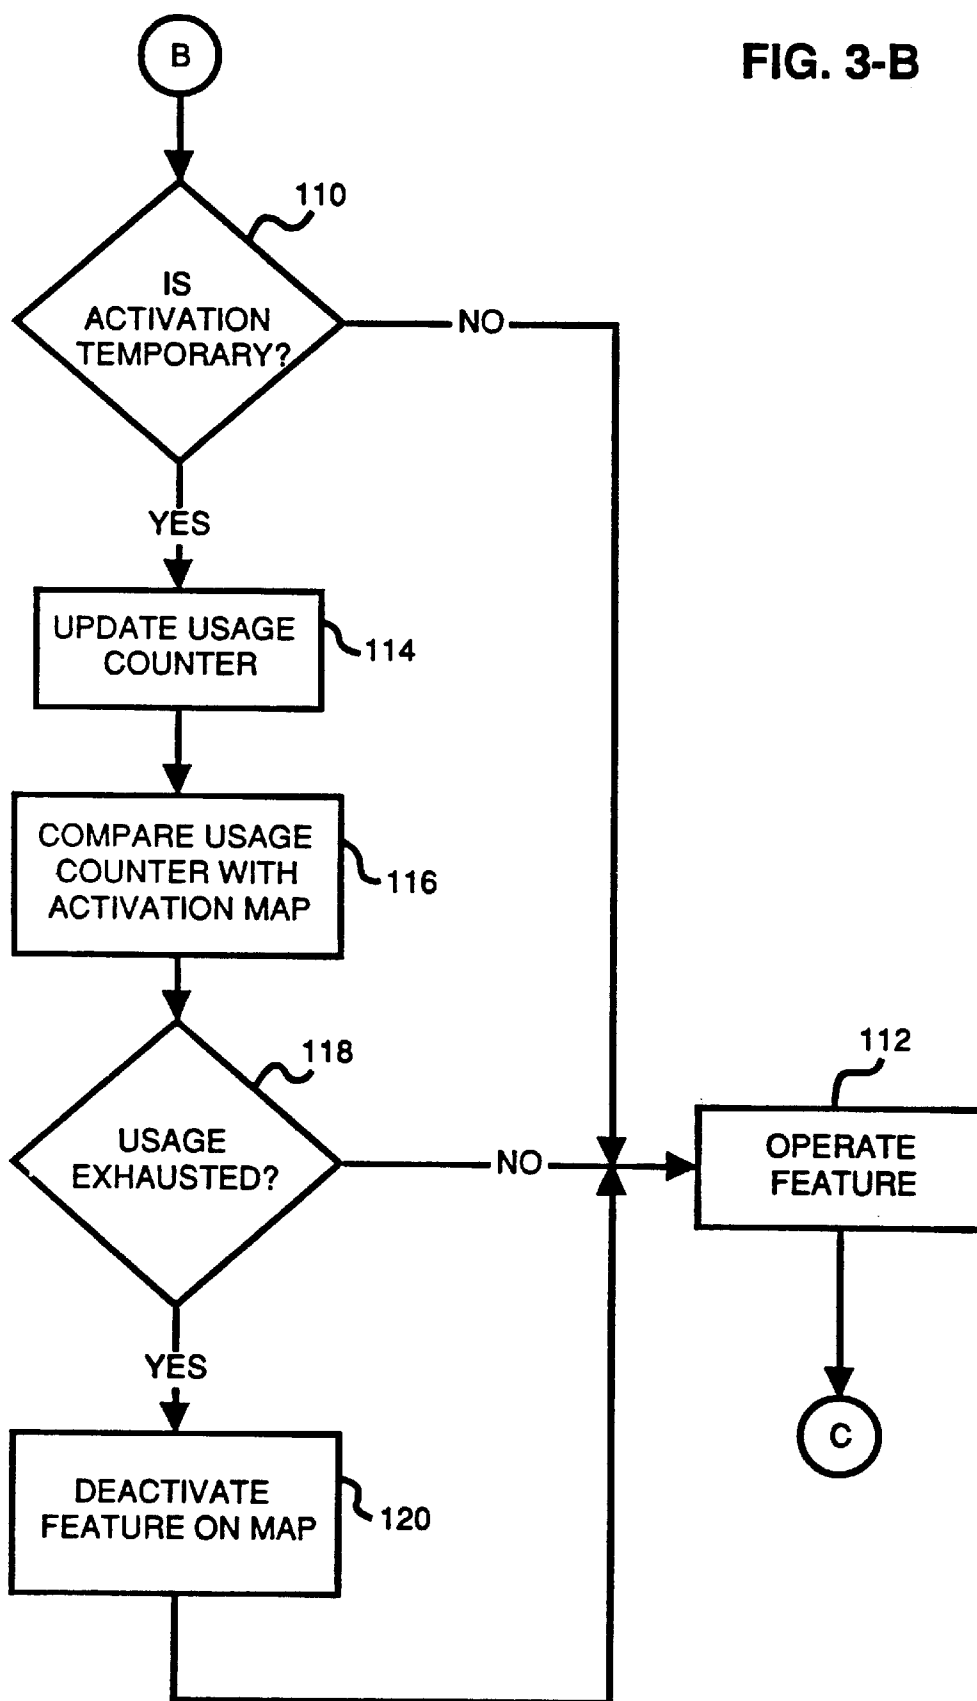 B
FIG. 3-B
110
IS
ACTIVATION
TEMPORARY?
NO
YES
UPDATE USAGE
COUNTER
114
COMPARE USAGE
COUNTER WITH
ACTIVATION MAP
116
118
USAGE
EXHAUSTED?
NO
112
OPERATE
FEATURE
YES
C
DEACTIVATE
FEATURE ON MAP
120